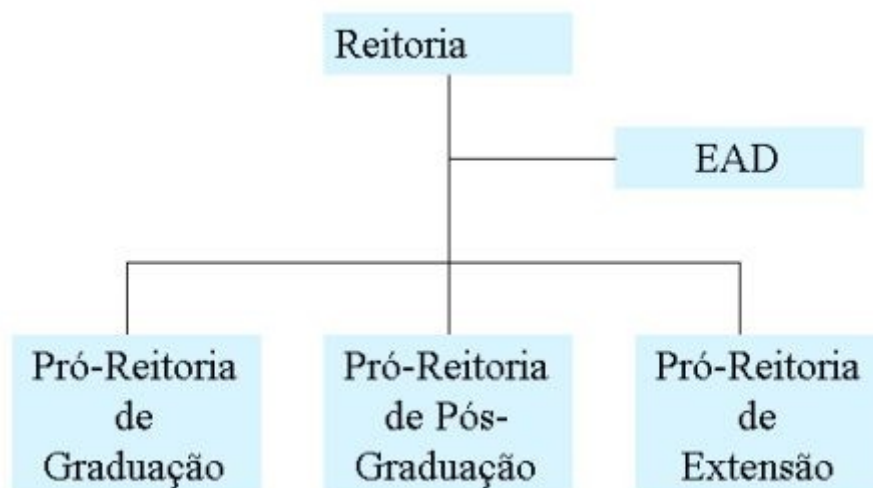 Reitoria
EAD
Pró-Reitoria
de
Graduação
Pró-Reitoria
de Pós-
Graduação
Pró-Reitoria
de
Extensão